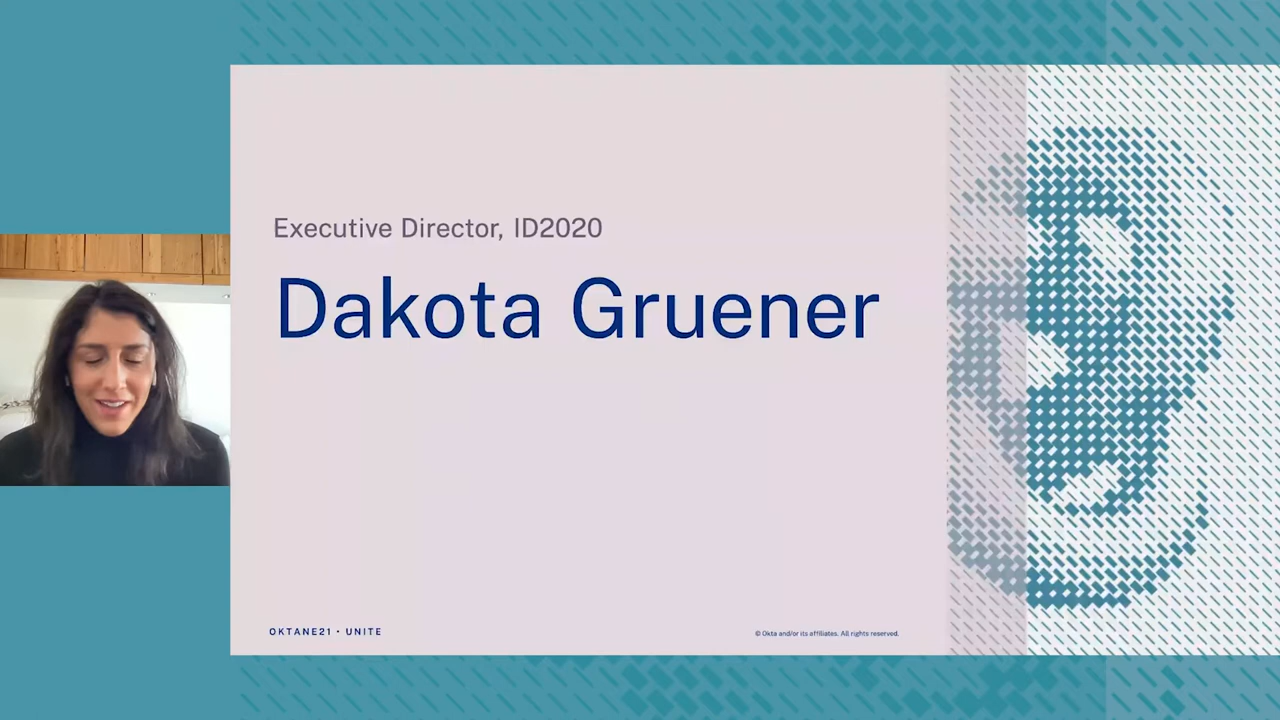 Executive Director, ID2020
Dakota Gruener
OKTANE21 • UNITE
© Okta and/or its affiliates. All rights reserved.